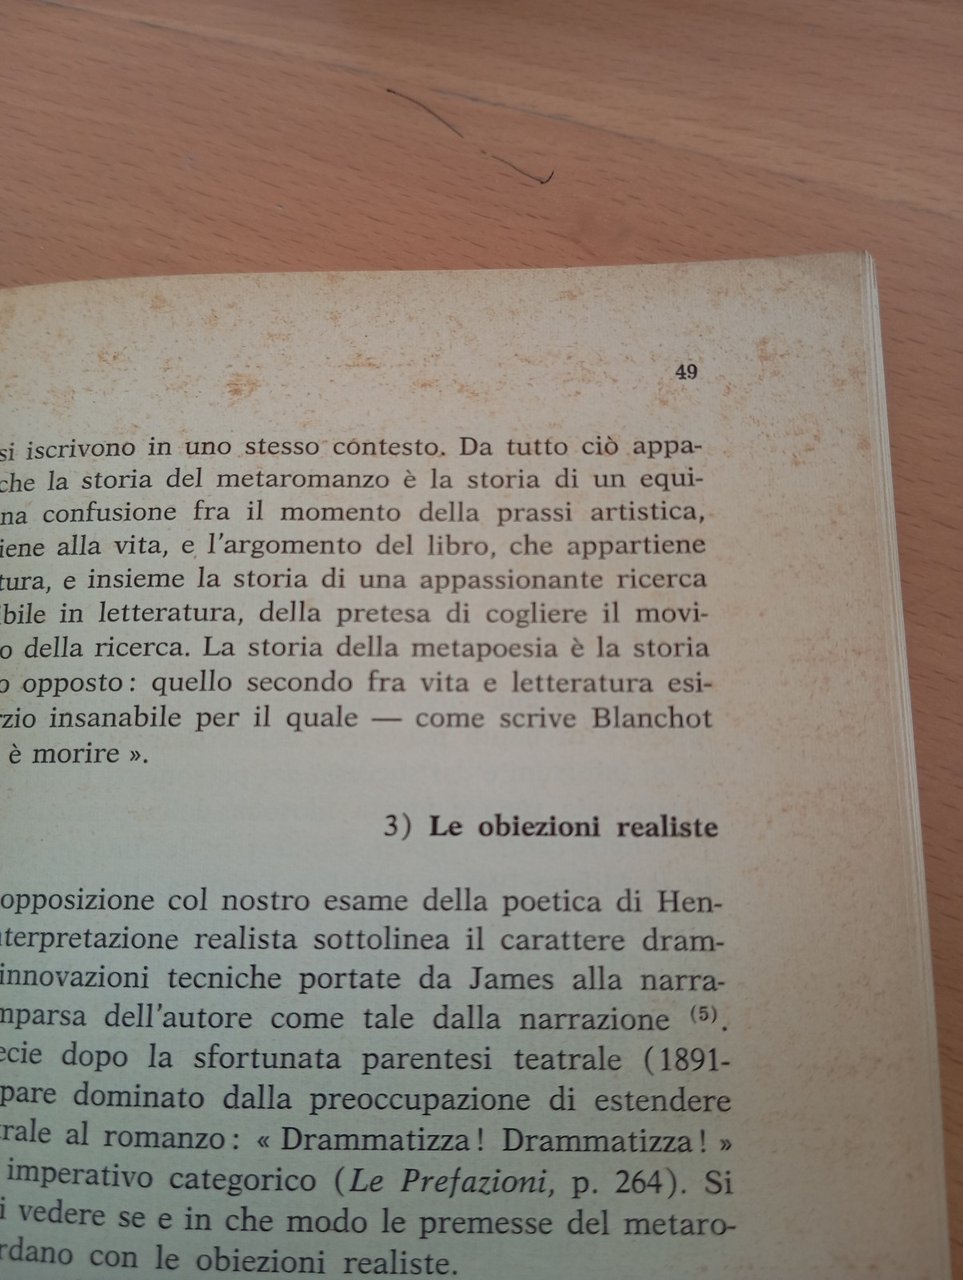 49
si iscrivono in uno stesso contesto. Da tutto ciò appa-
che la storia del metaromanzo è la storia di un equi-
na confusione fra il momento della prassi artistica,
iene alla vita, e l'argomento del libro, che appartiene
tura, e insieme la storia di una appassionante ricerca
bile in letteratura, della pretesa di cogliere il movi-
o della ricerca. La storia della metapoesia è la storia
o opposto: quello secondo fra vita e letteratura esi-
rzio insanabile per il quale — come scrive Blanchot
è morire ».
3) Le obiezioni realiste
opposizione col nostro esame della poetica di Hen-
terpretazione realista sottolinea il carattere dram-
innovazioni tecniche portate da James alla narra-
mparsa dell'autore come tale dalla narrazione (5).
ecie dopo la sfortunata parentesi teatrale (1891-
pare dominato dalla preoccupazione di estendere
rale al romanzo: « Drammatizza! Drammatizza! »
imperativo categorico (Le Prefazioni, p. 264). Si
i vedere se e in che modo le premesse del metaro-
rdano con le obiezioni realiste.